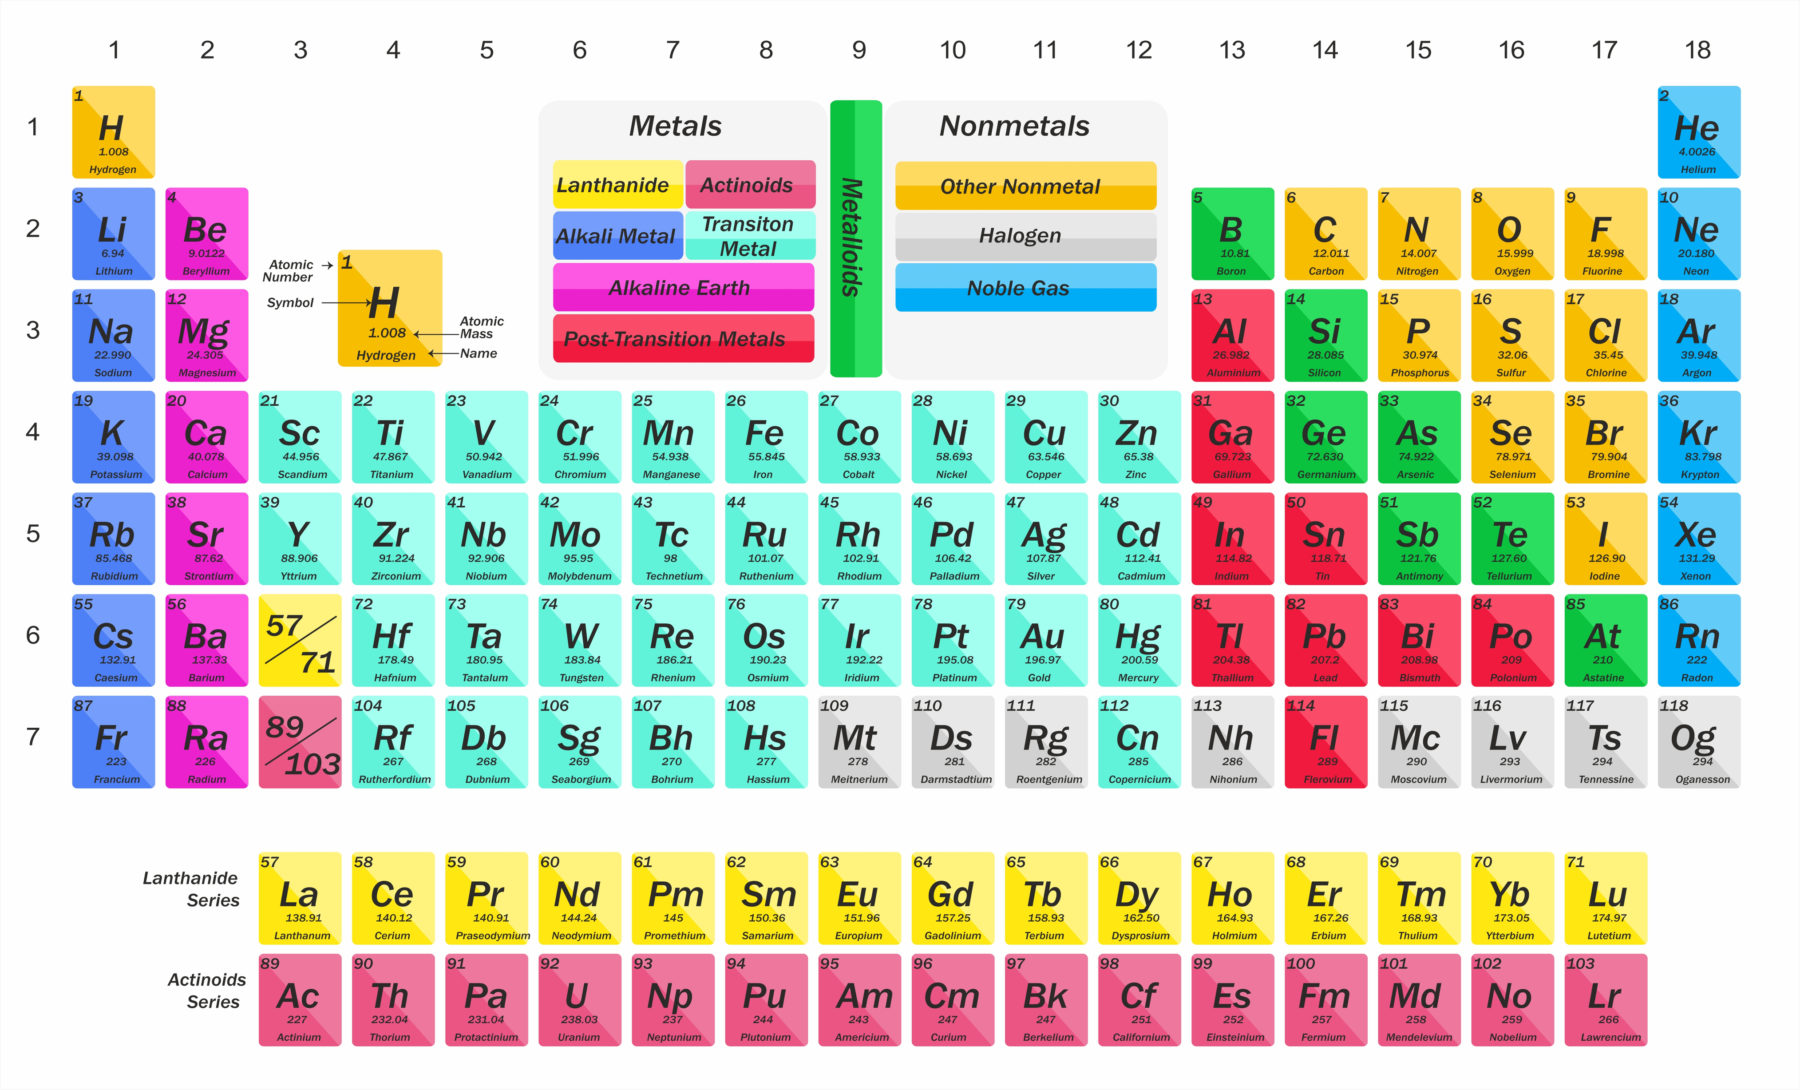 1 2 3 4 5 6 7 8 9 10 11 12 13 14 15 16 17 18
1
1
H
1.008
Hydrogen
2
He
4.0026
Helium
Metals
Lanthanide
Actinoids
Alkali Metal
Transiton
Metal
Alkaline Earth
Post-Transition Metals
Metalloids
Nonmetals
Other Nonmetal
Halogen
Noble Gas
Atomic
Number
Symbol
1
H
1.008
Hydrogen
Atomic
Mass
Name
2
3
Li
6.94
Lithium
4
Be
9.0122
Beryllium
5
B
10.81
Boron
6
C
12.011
Carbon
7
N
14.007
Nitrogen
8
O
15.999
Oxygen
9
F
18.998
Fluorine
10
Ne
20.180
Neon
3
11
Na
22.990
Sodium
12
Mg
24.305
Magnesium
13
Al
26.982
Aluminium
14
Si
28.085
Silicon
15
P
30.974
Phosphorus
16
S
32.06
Sulfur
17
Cl
35.45
Chlorine
18
Ar
39.948
Argon
4
19
K
39.098
Potassium
20
Ca
40.078
Calcium
21
Sc
44.956
Scandium
22
Ti
47.867
Titanium
23
V
50.942
Vanadium
24
Cr
51.996
Chromium
25
Mn
54.938
Manganese
26
Fe
55.845
Iron
27
Co
58.933
Cobalt
28
Ni
58.693
Nickel
29
Cu
63.546
Copper
30
Zn
65.38
Zinc
31
Ga
69.723
Gallium
32
Ge
72.630
Germanium
33
As
74.922
Arsenic
34
Se
78.971
Selenium
35
Br
79.904
Bromine
36
Kr
83.798
Krypton
5
37
Rb
85.468
Rubidium
38
Sr
87.62
Strontium
39
Y
88.906
Yttrium
40
Zr
91.224
Zirconium
41
Nb
92.906
Niobium
42
Mo
95.95
Molybdenum
43
Tc
98
Technetium
44
Ru
101.07
Ruthenium
45
Rh
102.91
Rhodium
46
Pd
106.42
Palladium
47
Ag
107.87
Silver
48
Cd
112.41
Cadmium
49
In
114.82
Indium
50
Sn
118.71
Tin
51
Sb
121.76
Antimony
52
Te
127.60
Tellurium
53
I
126.90
Iodine
54
Xe
131.29
Xenon
6
55
Cs
132.91
Caesium
56
Ba
137.33
Barium
57
71
72
Hf
178.49
Hafnium
73
Ta
180.95
Tantalum
74
W
183.84
Tungsten
75
Re
186.21
Rhenium
76
Os
190.23
Osmium
77
Ir
192.22
Iridium
78
Pt
195.08
Platinum
79
Au
196.97
Gold
80
Hg
200.59
Mercury
81
Tl
204.38
Thallium
82
Pb
207.2
Lead
83
Bi
208.98
Bismuth
84
Po
209
Polonium
85
At
210
Astatine
86
Rn
222
Radon
7
87
Fr
223
Francium
88
Ra
226
Radium
89
103
104
Rf
267
Rutherfordium
105
Db
268
Dubnium
106
Sg
269
Seaborgium
107
Bh
270
Bohrium
108
Hs
277
Hassium
109
Mt
278
Meitnerium
110
Ds
281
Darmstadtium
111
Rg
282
Roentgenium
112
Cn
285
Copernicium
113
Nh
286
Nihonium
114
Fl
289
Flerovium
115
Mc
290
Moscovium
116
Lv
293
Livermorium
117
Ts
294
Tennessine
118
Og
294
Oganesson
Lanthanide
Series
57
La
138.91
Lanthanum
58
Ce
140.12
Cerium
59
Pr
140.91
Praseodymium
60
Nd
144.24
Neodymium
61
Pm
145
Promethium
62
Sm
150.36
Samarium
63
Eu
151.96
Europium
64
Gd
157.25
Gadolinium
65
Tb
158.93
Terbium
66
Dy
162.50
Dysprosium
67
Ho
164.93
Holmium
68
Er
167.26
Erbium
69
Tm
168.93
Thulium
70
Yb
173.05
Ytterbium
71
Lu
174.97
Lutetium
Actinoids
Series
89
Ac
227
Actinium
90
Th
232.04
Thorium
91
Pa
231.04
Protactinium
92
U
238.03
Uranium
93
Np
237
Neptunium
94
Pu
244
Plutonium
95
Am
243
Americium
96
Cm
247
Curium
97
Bk
247
Berkelium
98
Cf
251
Californium
99
Es
252
Einsteinium
100
Fm
257
Fermium
101
Md
258
Mendelevium
102
No
259
Nobelium
103
Lr
266
Lawrencium